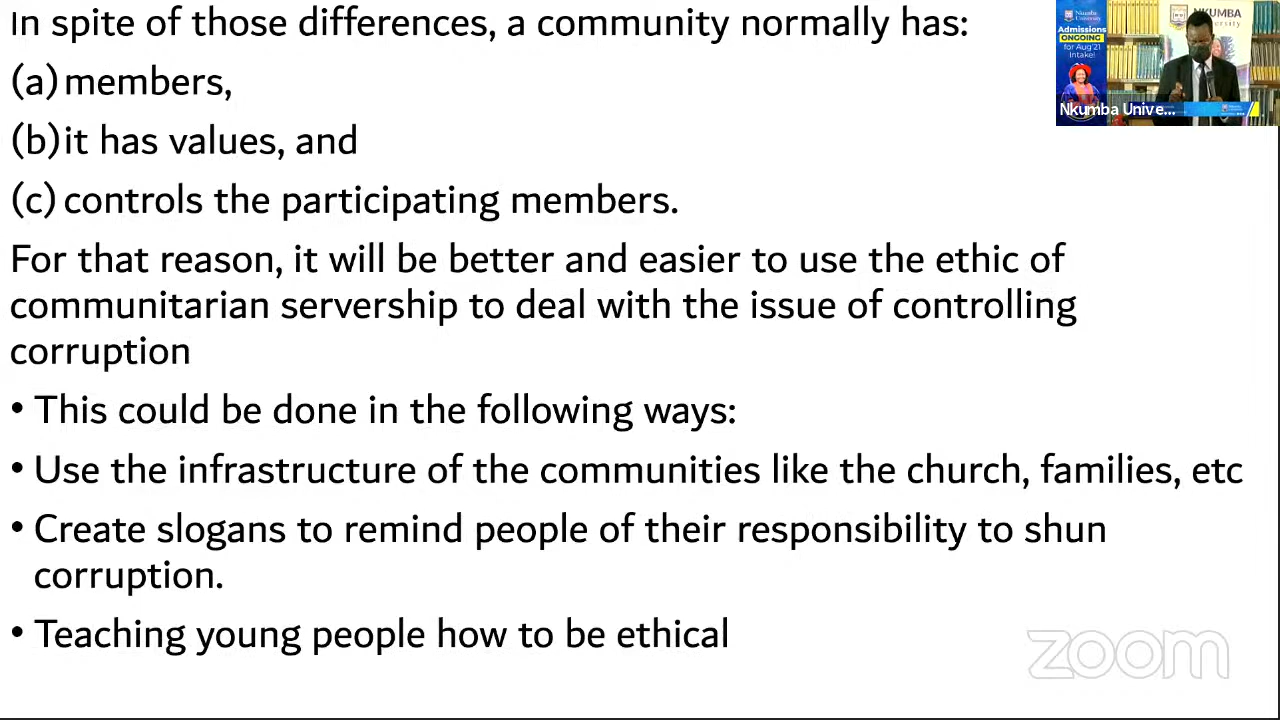 In spite of those differences, a community normally has:
(a) members,
(b) it has values, and
(c) controls the participating members.
For that reason, it will be better and easier to use the ethic of
communitarian servership to deal with the issue of controlling
corruption
• This could be done in the following ways:
• Use the infrastructure of the communities like the church, families, etc
• Create slogans to remind people of their responsibility to shun
corruption.
• Teaching young people how to be ethical
Nkumba
University
Admissions
ONGOING
for Aug'21
Intake!
NKUMBA
University
Nkumba Unive...
zoom